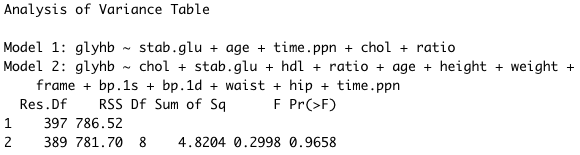 Analysis of Variance Table
Model 1: glyhb ~ stab.glu + age + time.ppn + chol + ratio
Model 2: glyhb ~ chol + stab.glu + hdl + ratio + age + height + weight +
frame + bp.1s + bp.1d + waist + hip + time.ppn
Res.Df RSS Df Sum of Sq F Pr(>F)
1 397 786.52
2 389 781.70 8 4.8204 0.2998 0.9658